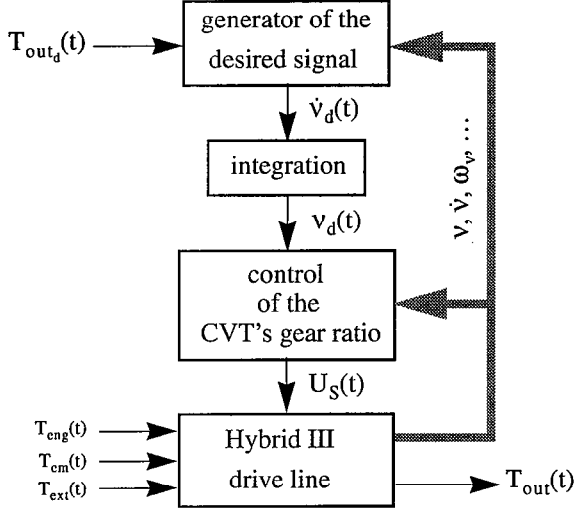 generator of the
desired signal
T_out_d(t)
ν̇_d(t)
integration
ν_d(t)
ν, ν̇, ω_ν, ...
control
of the
CVT's gear ratio
U_S(t)
T_eng(t)
T_em(t)
T_ext(t)
Hybrid III
drive line
T_out(t)